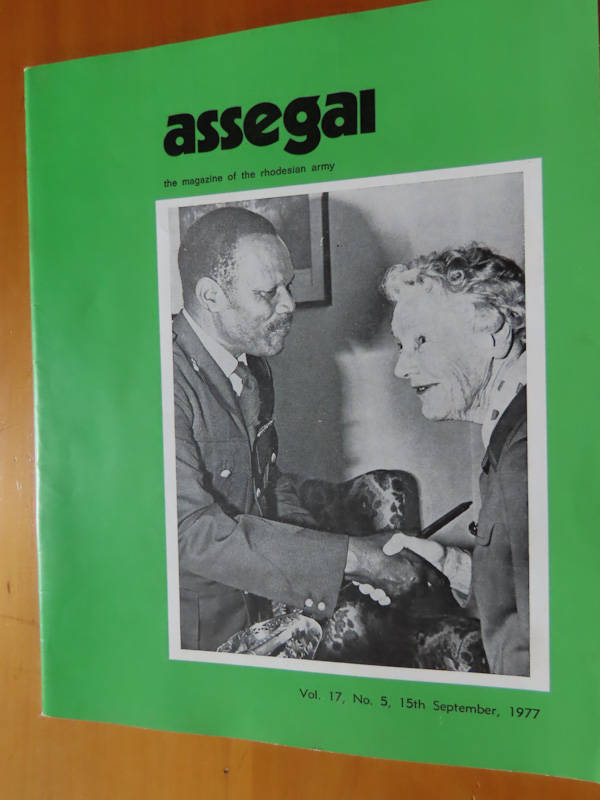 assegai
the magazine of the rhodesian army
Vol. 17, No. 5, 15th September, 1977